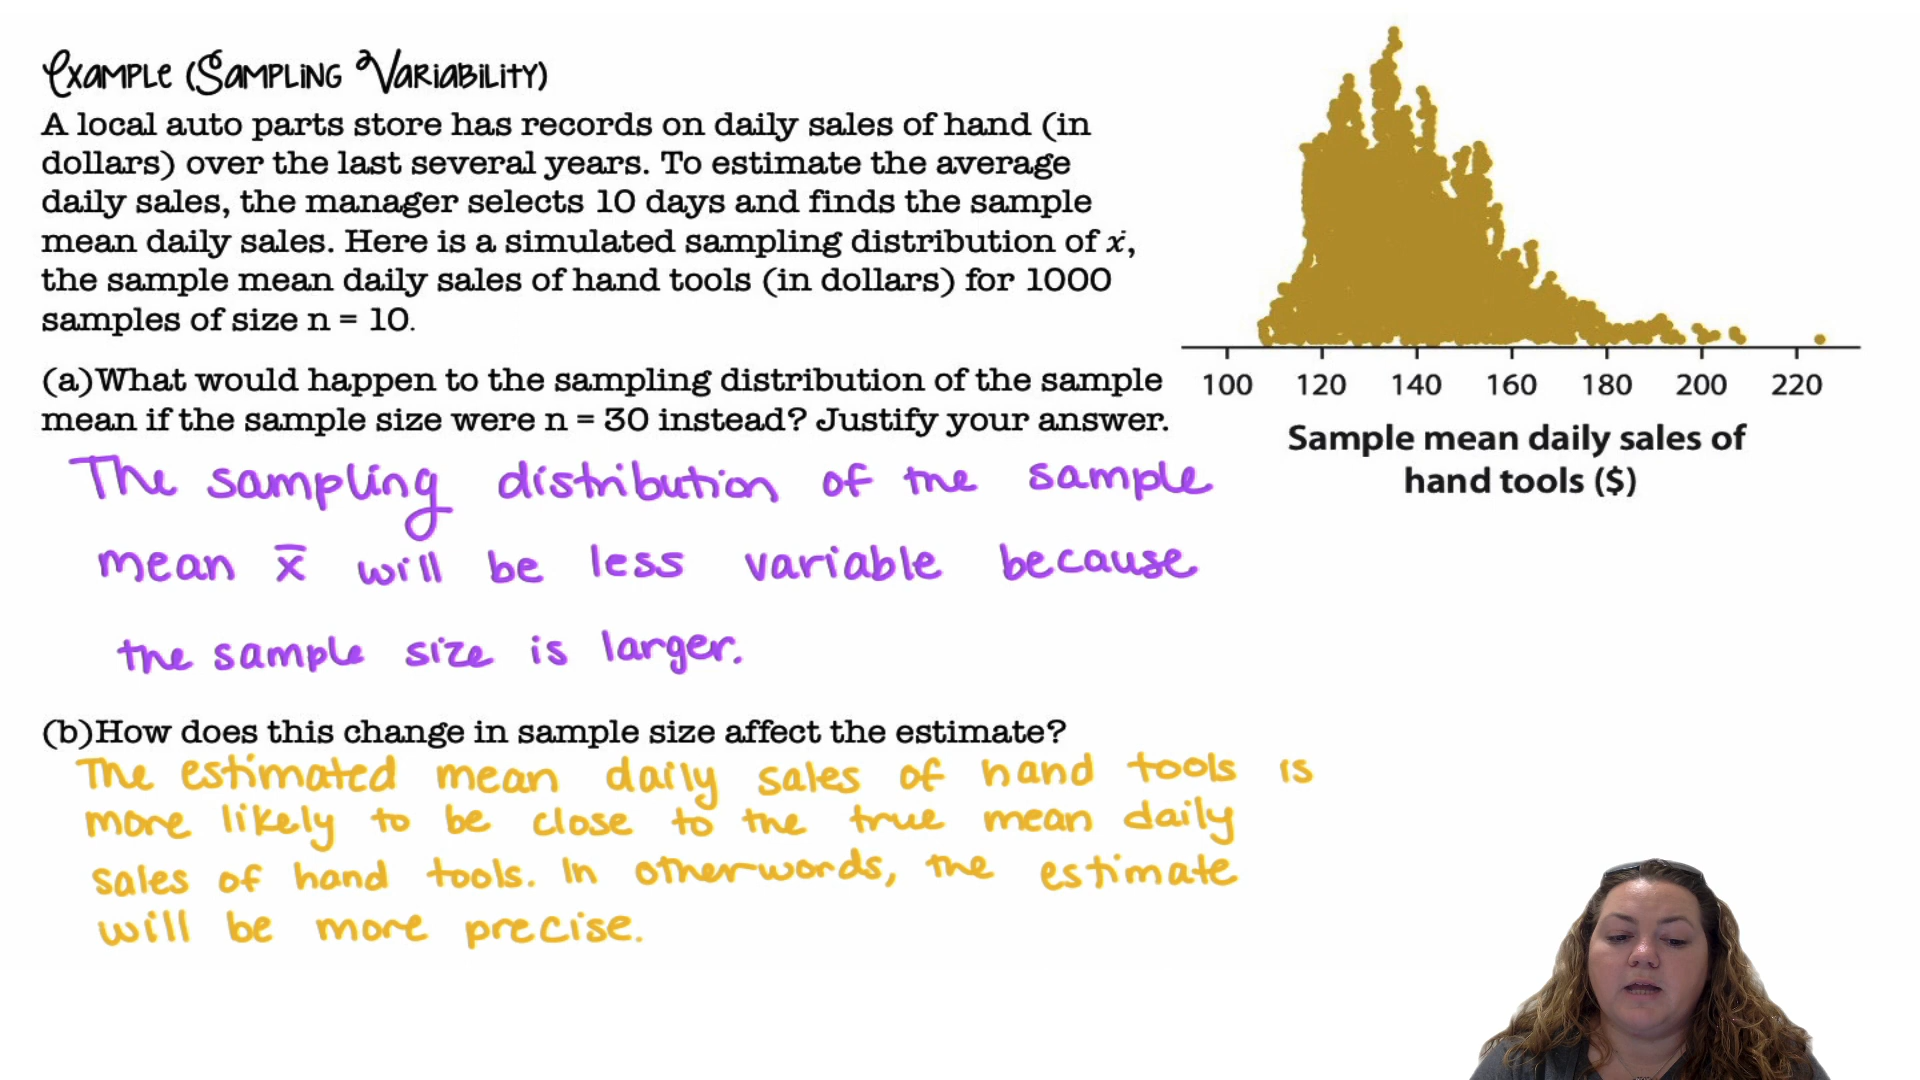 Example (Sampling Variability)
A local auto parts store has records on daily sales of hand (in
dollars) over the last several years. To estimate the average
daily sales, the manager selects 10 days and finds the sample
mean daily sales. Here is a simulated sampling distribution of x̄,
the sample mean daily sales of hand tools (in dollars) for 1000
samples of size n = 10.
(a)What would happen to the sampling distribution of the sample
mean if the sample size were n = 30 instead? Justify your answer.
The sampling distribution of the sample
mean x̄ will be less variable because
the sample size is larger.
(b)How does this change in sample size affect the estimate?
The estimated mean daily sales of hand tools is
more likely to be close to the true mean daily
sales of hand tools. In otherwords, the estimate
will be more precise.
100 120 140 160 180 200 220
Sample mean daily sales of
hand tools ($)